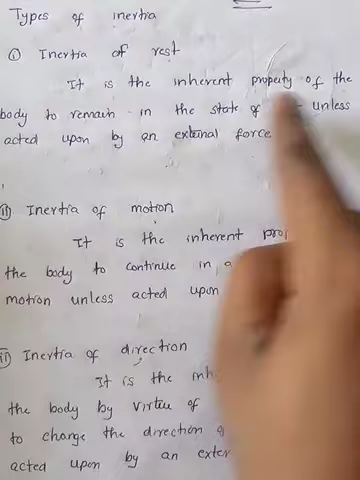 Types of inertia
(i) Inertia of rest
It is the inherent property of the
body to remain in the state of unless
acted upon by an external force
(ii) Inertia of motion
It is the inherent
the body to continue in a
motion unless acted upon
Inertia of direction
It is the
the body by virtue of
to change the direction
acted upon by an